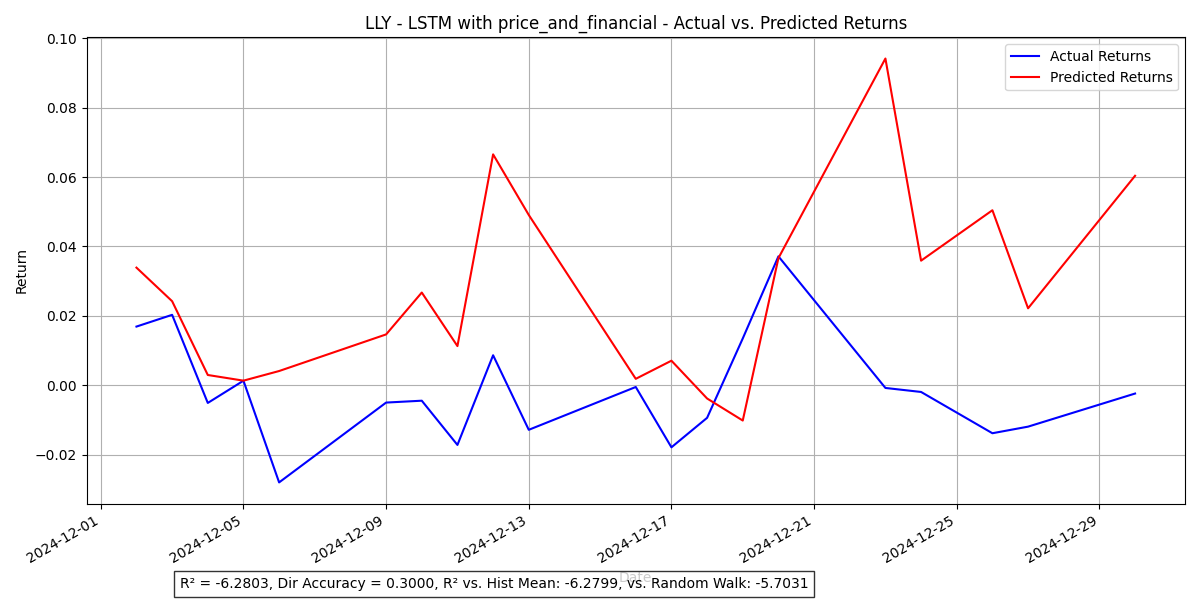 LLY - LSTM with price_and_financial - Actual vs. Predicted Returns
Actual Returns
Predicted Returns
Return
0.10
0.08
0.06
0.04
0.02
0.00
−0.02
2024-12-01
2024-12-05
2024-12-09
2024-12-13
2024-12-17
2024-12-21
2024-12-25
2024-12-29
Date
R² = -6.2803, Dir Accuracy = 0.3000, R² vs. Hist Mean: -6.2799, vs. Random Walk: -5.7031